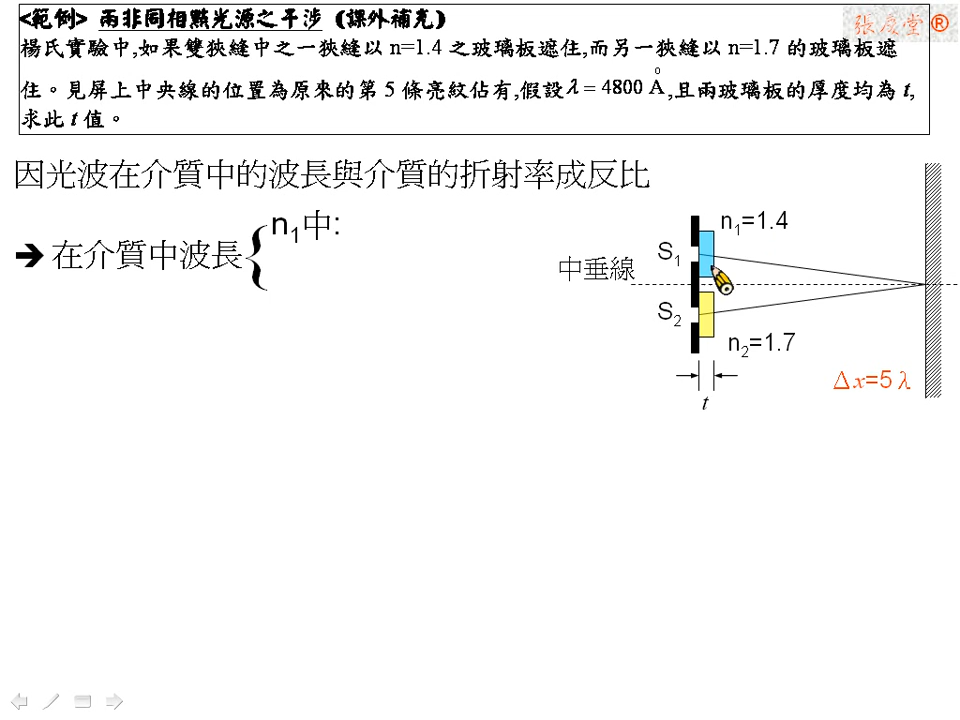 <範例> 兩非同相點光源之干涉 (課外補充)
張度堂®
楊氏實驗中,如果雙狹縫中之一狹縫以 n=1.4 之玻璃板遮住,而另一狹縫以 n=1.7 的玻璃板遮
住。見屏上中央線的位置為原來的第 5 條亮紋佔有,假設 λ = 4800 Å ,且兩玻璃板的厚度均為 t,
求此 t 值。
因光波在介質中的波長與介質的折射率成反比
➔ 在介質中波長 { n₁中:
n₁=1.4
S₁
中垂線
S₂
n₂=1.7
Δx=5λ
t